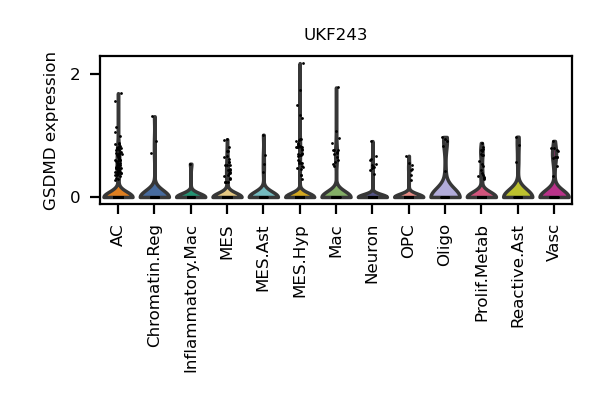 UKF243
GSDMD expression
2
0
AC
Chromatin.Reg
Inflammatory.Mac
MES
MES.Ast
MES.Hyp
Mac
Neuron
OPC
Oligo
Prolif.Metab
Reactive.Ast
Vasc